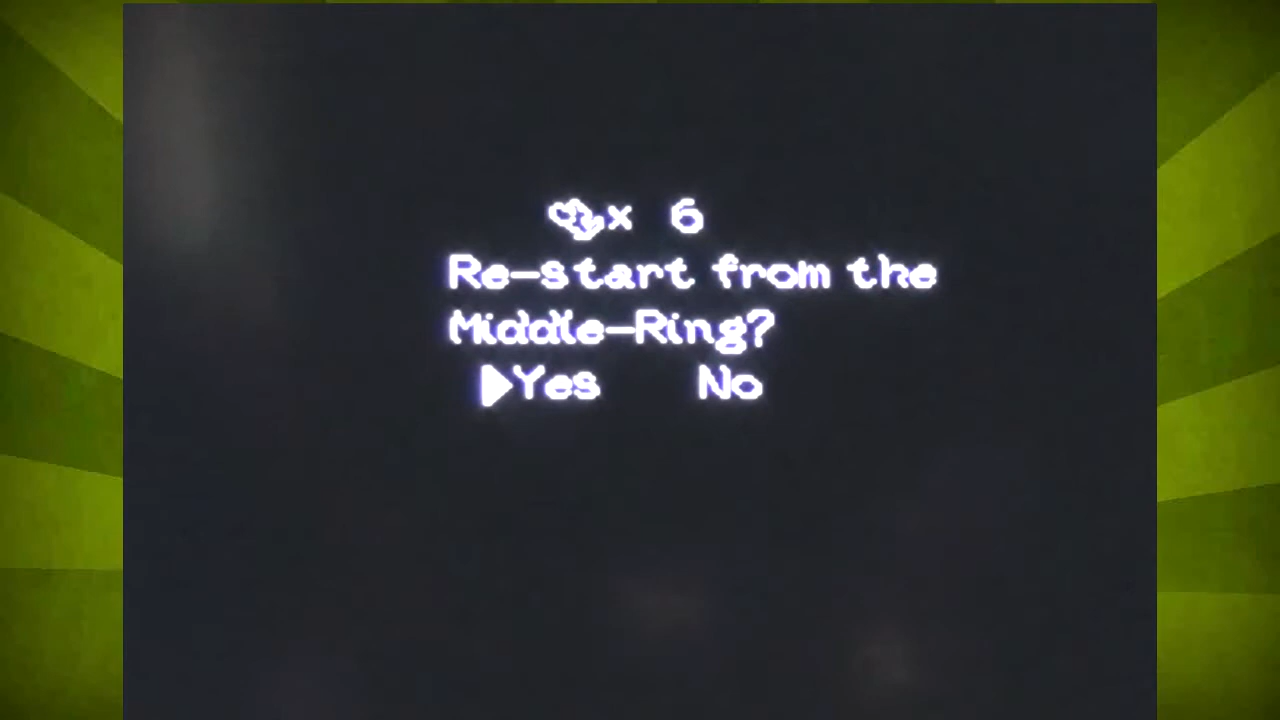 x 6
Re-start from the
Middle-Ring?
▶Yes No